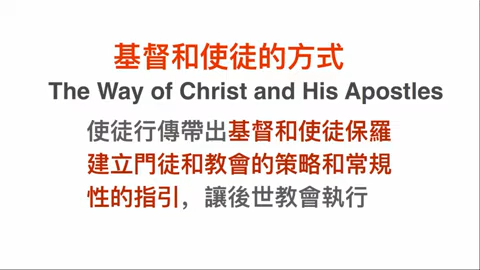 基督和使徒的方式
The Way of Christ and His Apostles
使徒行傳帶出基督和使徒保羅
建立門徒和教會的策略和常規
性的指引，讓後世教會執行